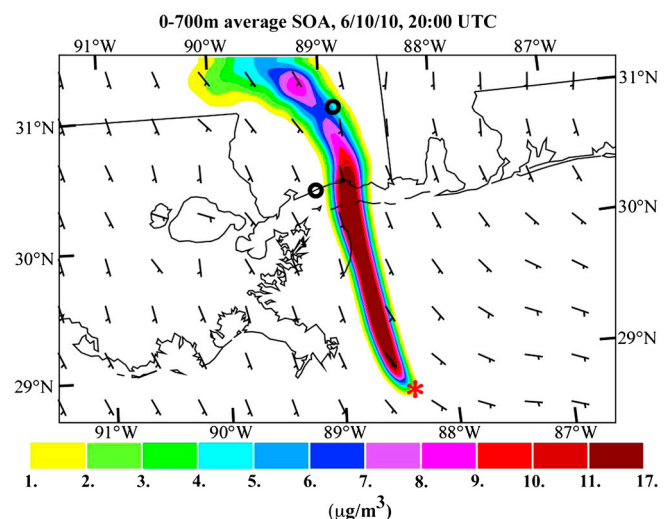 0-700m average SOA, 6/10/10, 20:00 UTC
91°W 90°W 89°W 88°W 87°W
31°N 31°N
30°N 30°N
29°N 29°N
91°W 90°W 89°W 88°W 87°W
1. 2. 3. 4. 5. 6. 7. 8. 9. 10. 11. 17.
(μg/m³)